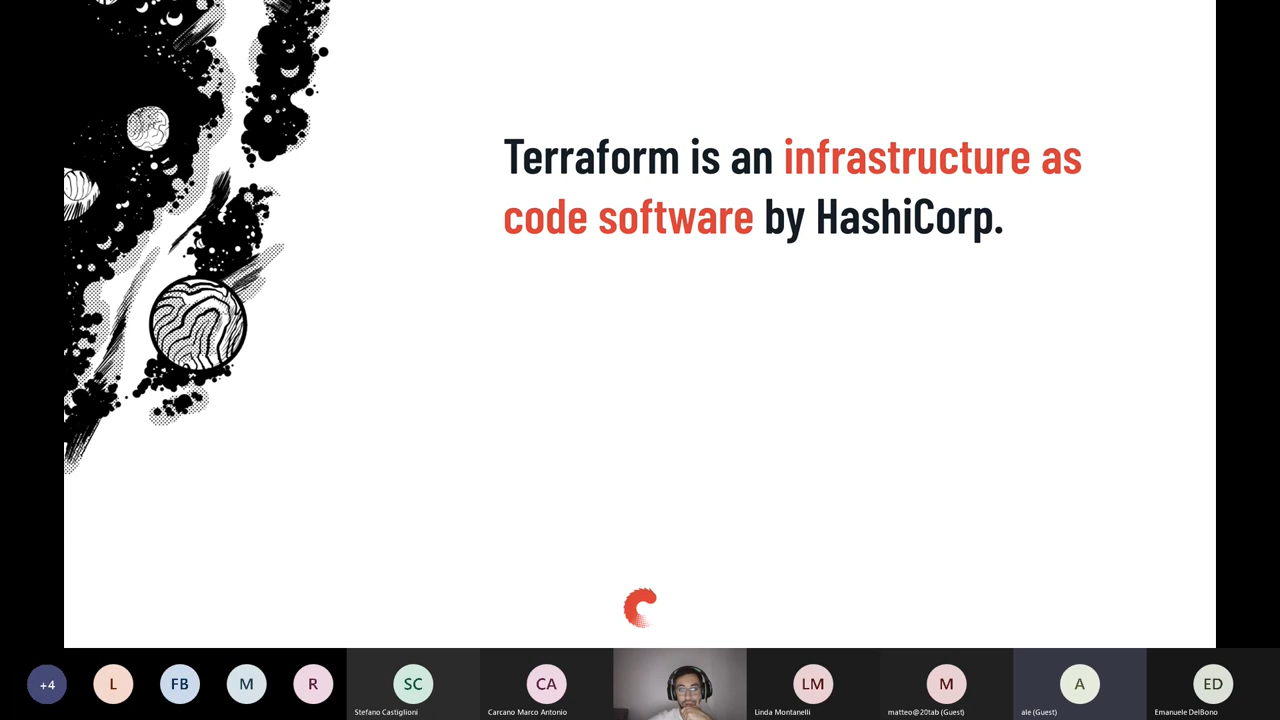 Terraform is an infrastructure as
code software by HashiCorp.
+4
L
FB
M
R
SC
Stefano Castiglioni
CA
Carcano Marco Antonio
LM
Linda Montanelli
M
matteo@20tab (Guest)
A
ale (Guest)
ED
Emanuele DelBono